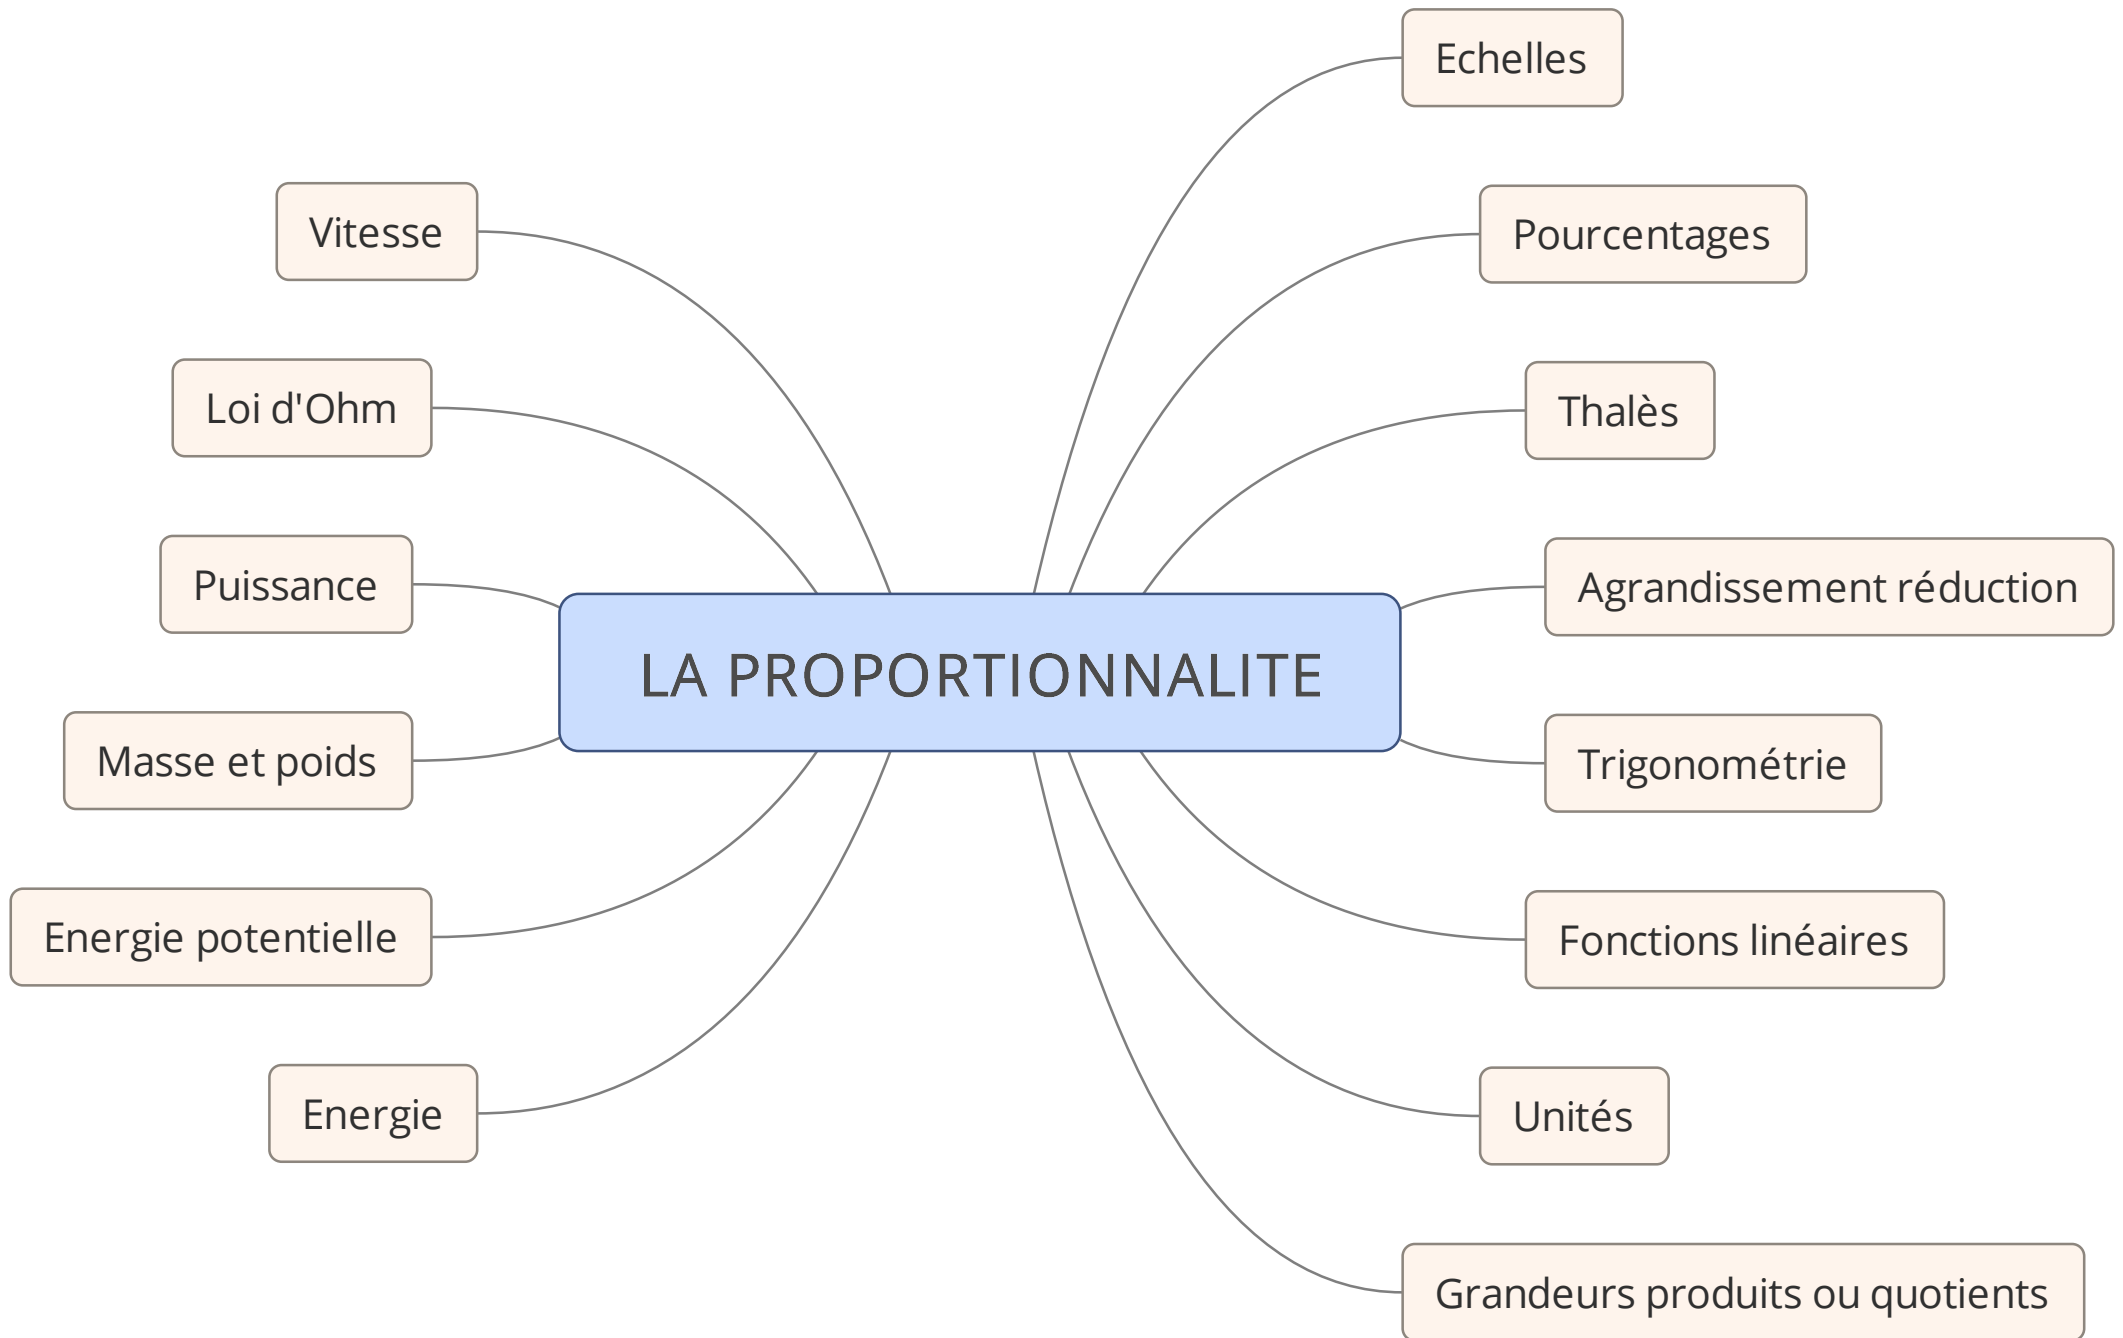 Echelles
Vitesse
Pourcentages
Loi d'Ohm
Thalès
Puissance
Agrandissement réduction
LA PROPORTIONNALITE
Masse et poids
Trigonométrie
Energie potentielle
Fonctions linéaires
Energie
Unités
Grandeurs produits ou quotients